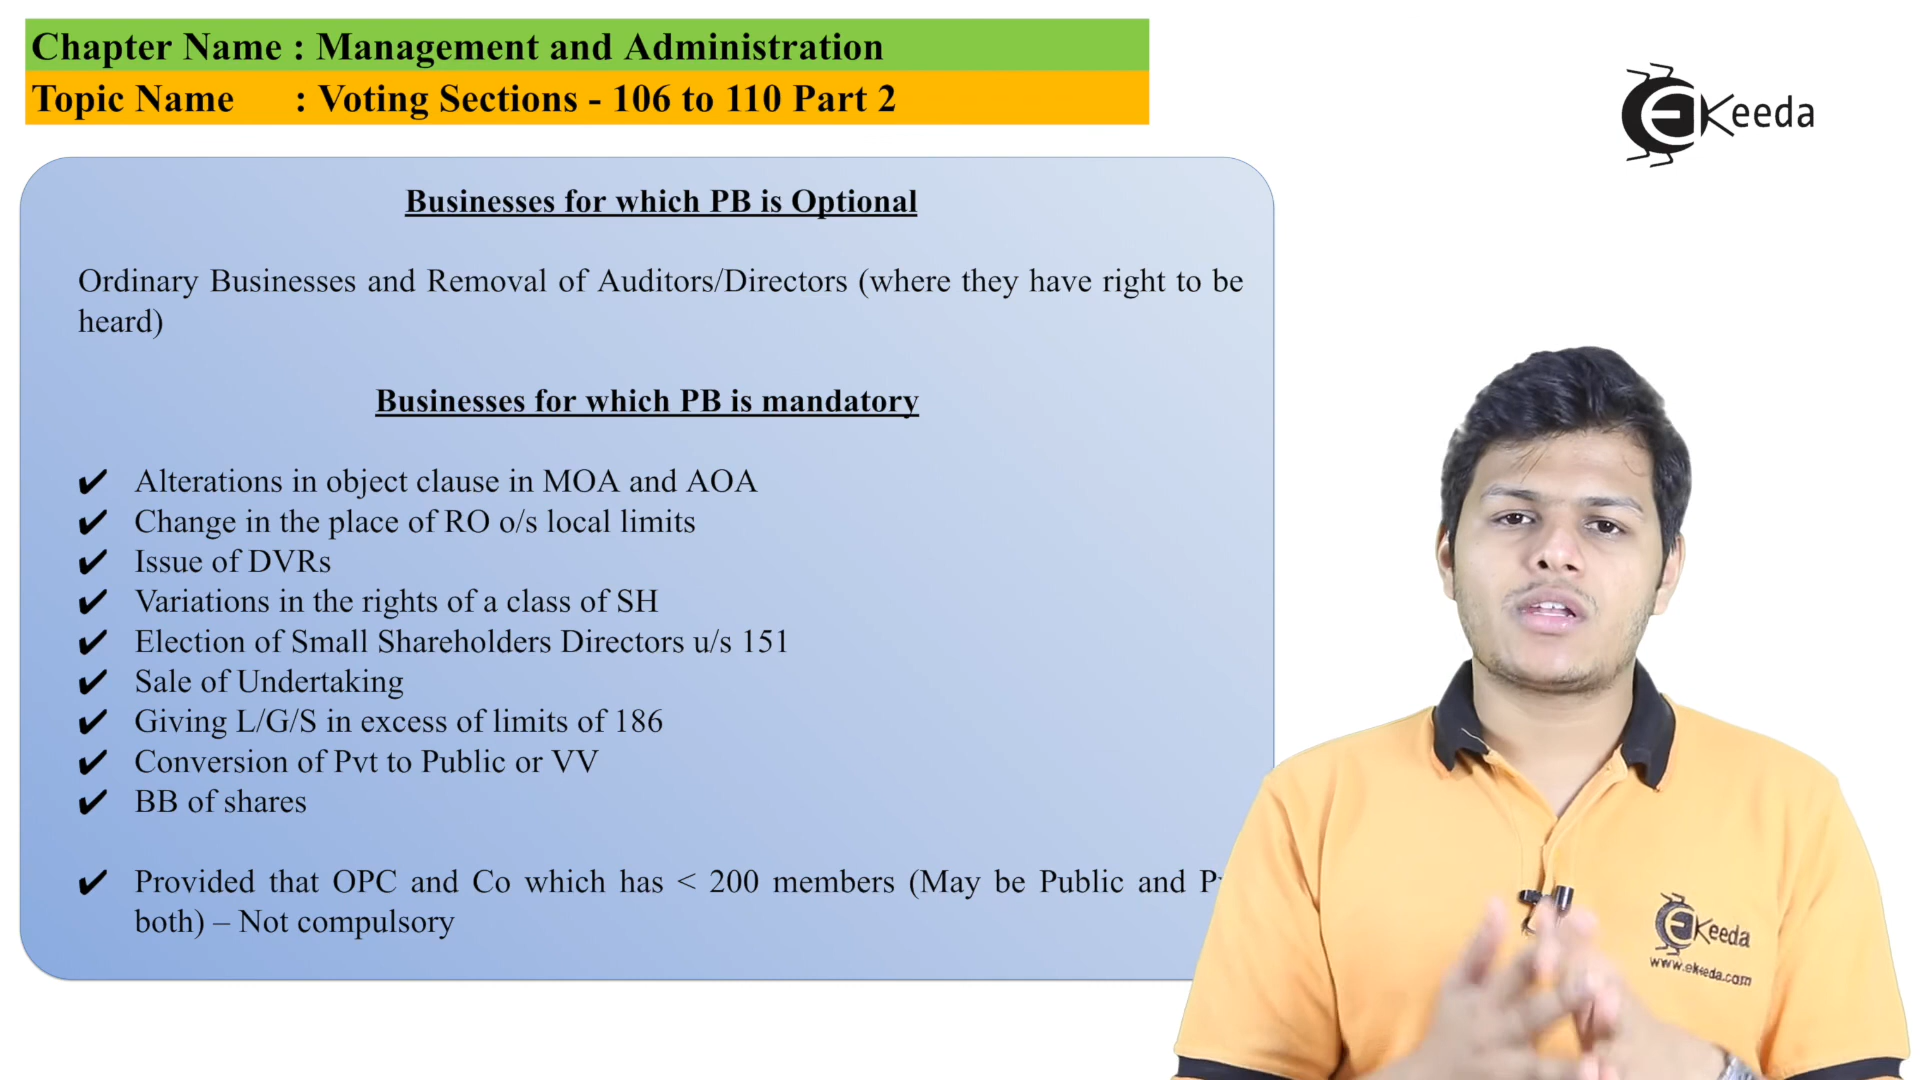 Chapter Name : Management and Administration
Topic Name : Voting Sections - 106 to 110 Part 2
EKeeda
Businesses for which PB is Optional
Ordinary Businesses and Removal of Auditors/Directors (where they have right to be
heard)
Businesses for which PB is mandatory
✔ Alterations in object clause in MOA and AOA
✔ Change in the place of RO o/s local limits
✔ Issue of DVRs
✔ Variations in the rights of a class of SH
✔ Election of Small Shareholders Directors u/s 151
✔ Sale of Undertaking
✔ Giving L/G/S in excess of limits of 186
✔ Conversion of Pvt to Public or VV
✔ BB of shares
✔ Provided that OPC and Co which has < 200 members (May be Public and
both) – Not compulsory
EKeeda
www.ekeeda.com